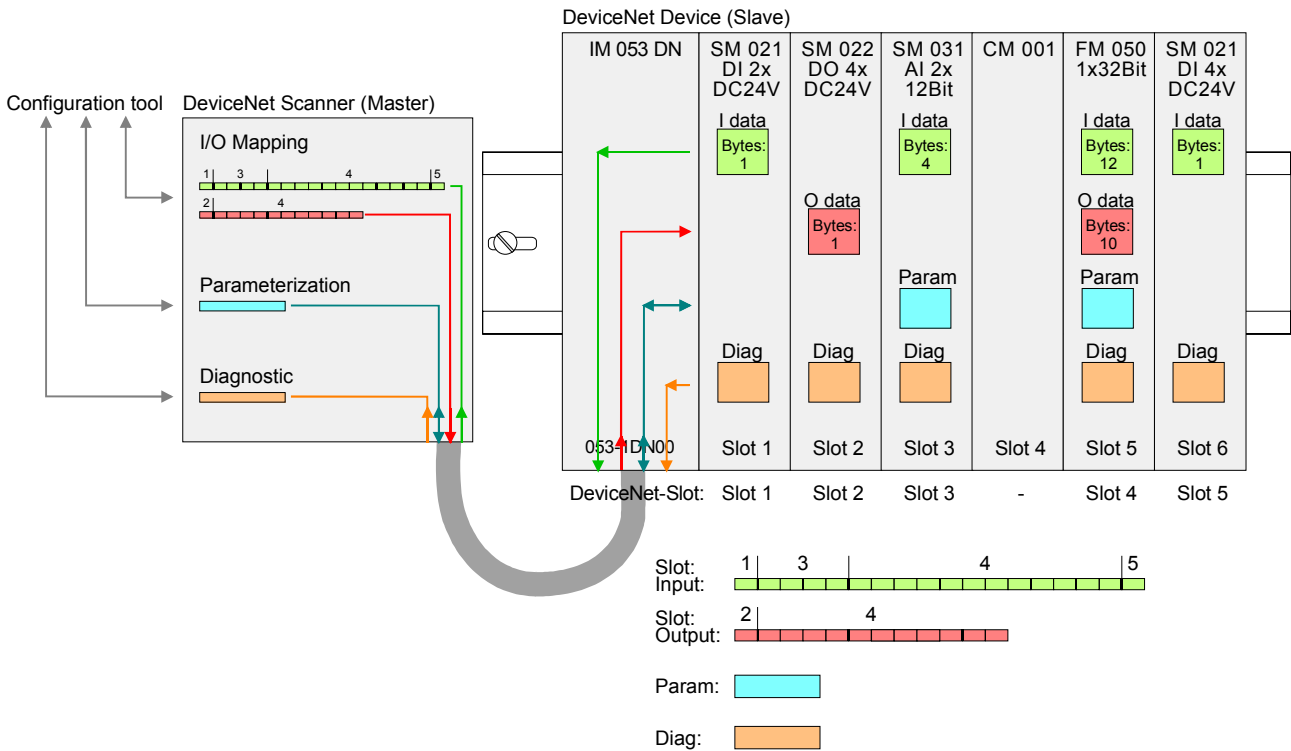 DeviceNet Device (Slave)
IM 053 DN
SM 021
DI 2x
DC24V
SM 022
DO 4x
DC24V
SM 031
AI 2x
12Bit
CM 001
FM 050
1x32Bit
SM 021
DI 4x
DC24V
Configuration tool
DeviceNet Scanner (Master)
I/O Mapping
1 3 4 5
2 4
Parameterization
Diagnostic
I data
Bytes:
1
I data
Bytes:
4
I data
Bytes:
12
I data
Bytes:
1
O data
Bytes:
1
O data
Bytes:
10
Param
Param
Diag
Diag
Diag
Diag
Diag
053-1DN00
Slot 1
Slot 2
Slot 3
Slot 4
Slot 5
Slot 6
DeviceNet-Slot:
Slot 1
Slot 2
Slot 3
-
Slot 4
Slot 5
Slot: 1 3 4 5
Input:
Slot: 2 4
Output:
Param:
Diag: